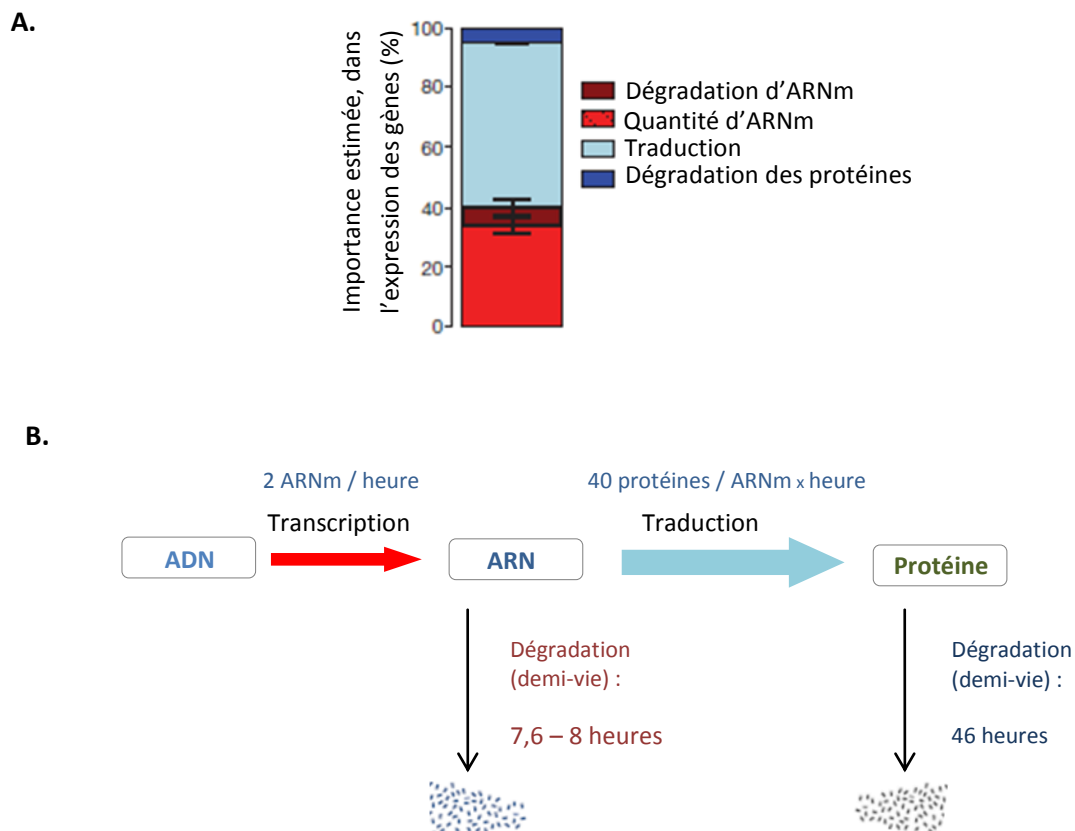 A.
Importance estimée, dans
l'expression des gènes (%)
100
80
60
40
20
0
Dégradation d'ARNm
Quantité d'ARNm
Traduction
Dégradation des protéines
B.
2 ARNm / heure
40 protéines / ARNm x heure
Transcription
Traduction
ADN
ARN
Protéine
Dégradation
(demi-vie) :
7,6 – 8 heures
Dégradation
(demi-vie) :
46 heures